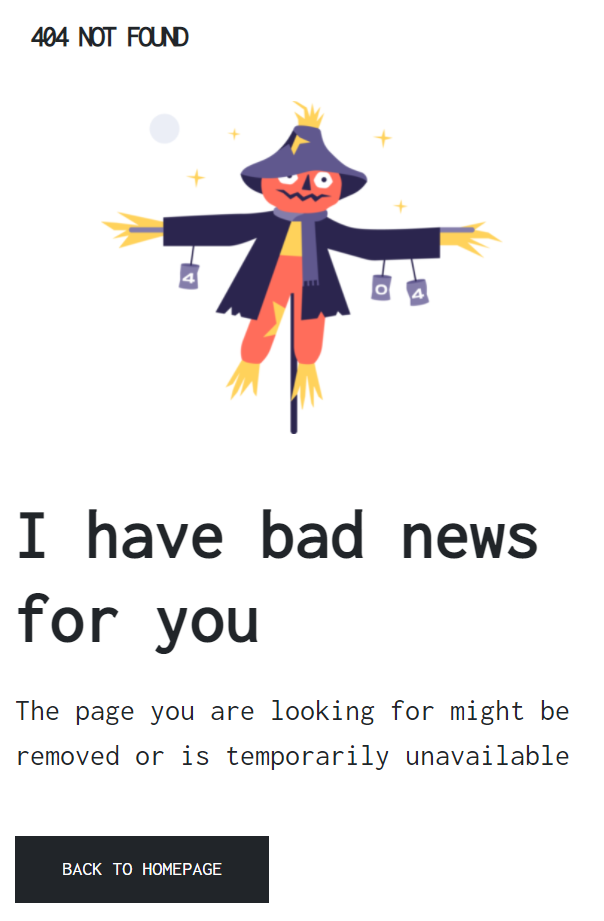 404 NOT FOUND
4
0
4
I have bad news
for you
The page you are looking for might be
removed or is temporarily unavailable
BACK TO HOMEPAGE